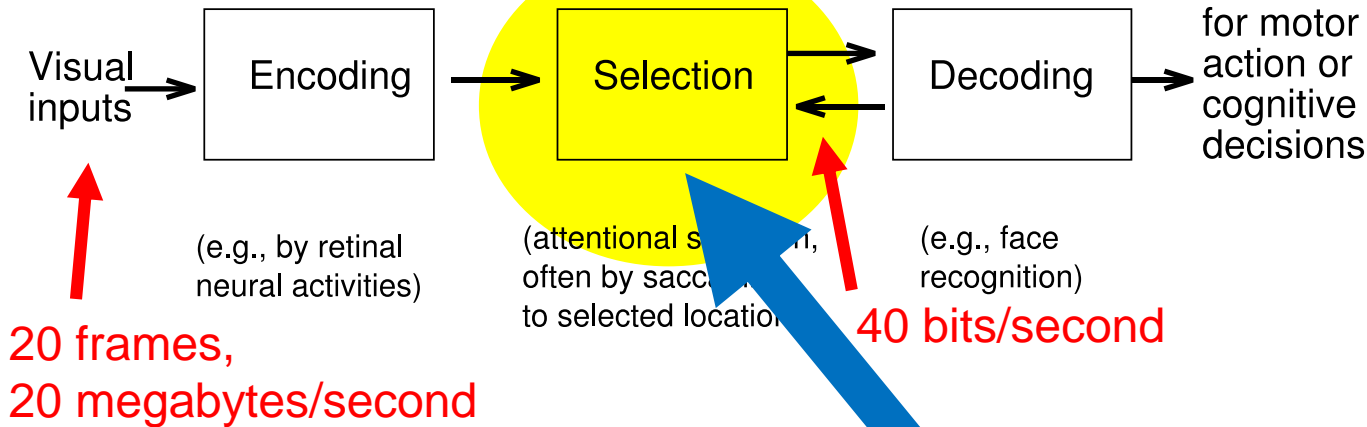 Visual
inputs
Encoding
Selection
Decoding
for motor
action or
cognitive
decisions
(e.g., by retinal
neural activities)
(attentional
often by
to selected location
(e.g., face
recognition)
20 frames,
20 megabytes/second
40 bits/second